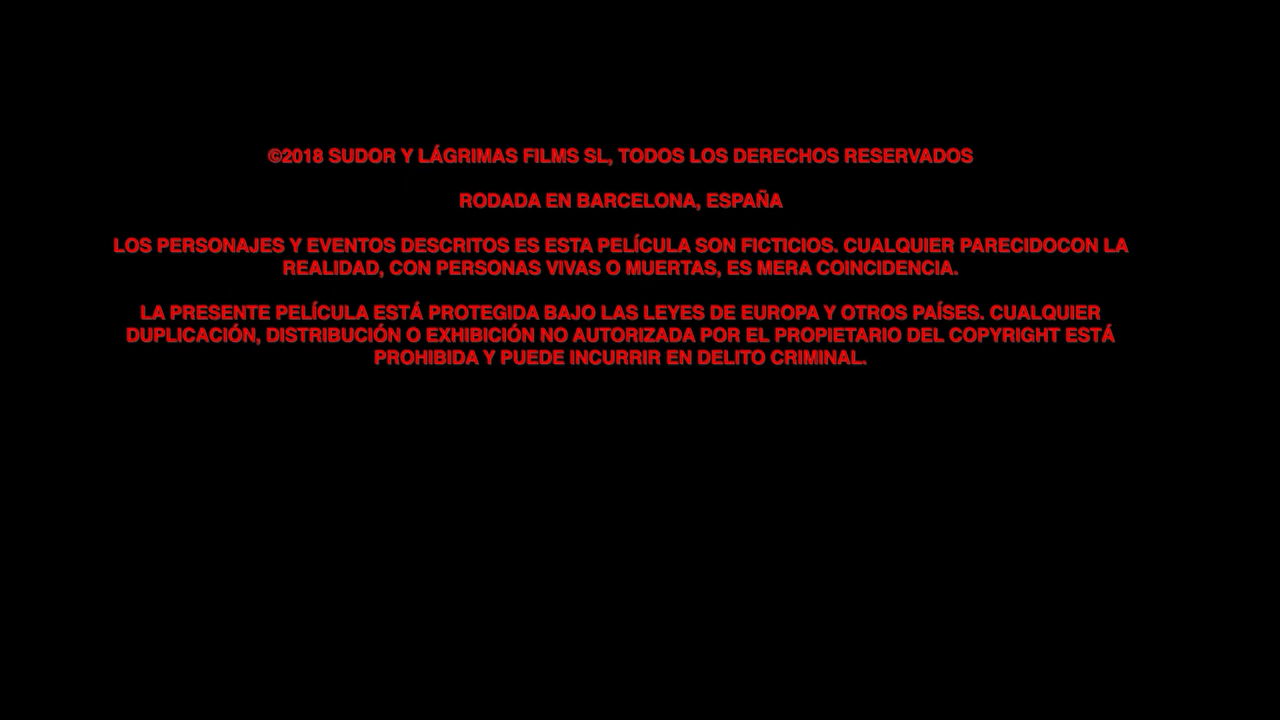 ©2018 SUDOR Y LÁGRIMAS FILMS SL, TODOS LOS DERECHOS RESERVADOS
RODADA EN BARCELONA, ESPAÑA
LOS PERSONAJES Y EVENTOS DESCRITOS ES ESTA PELÍCULA SON FICTICIOS. CUALQUIER PARECIDOCON LA
REALIDAD, CON PERSONAS VIVAS O MUERTAS, ES MERA COINCIDENCIA.
LA PRESENTE PELÍCULA ESTÁ PROTEGIDA BAJO LAS LEYES DE EUROPA Y OTROS PAÍSES. CUALQUIER
DUPLICACIÓN, DISTRIBUCIÓN O EXHIBICIÓN NO AUTORIZADA POR EL PROPIETARIO DEL COPYRIGHT ESTÁ
PROHIBIDA Y PUEDE INCURRIR EN DELITO CRIMINAL.